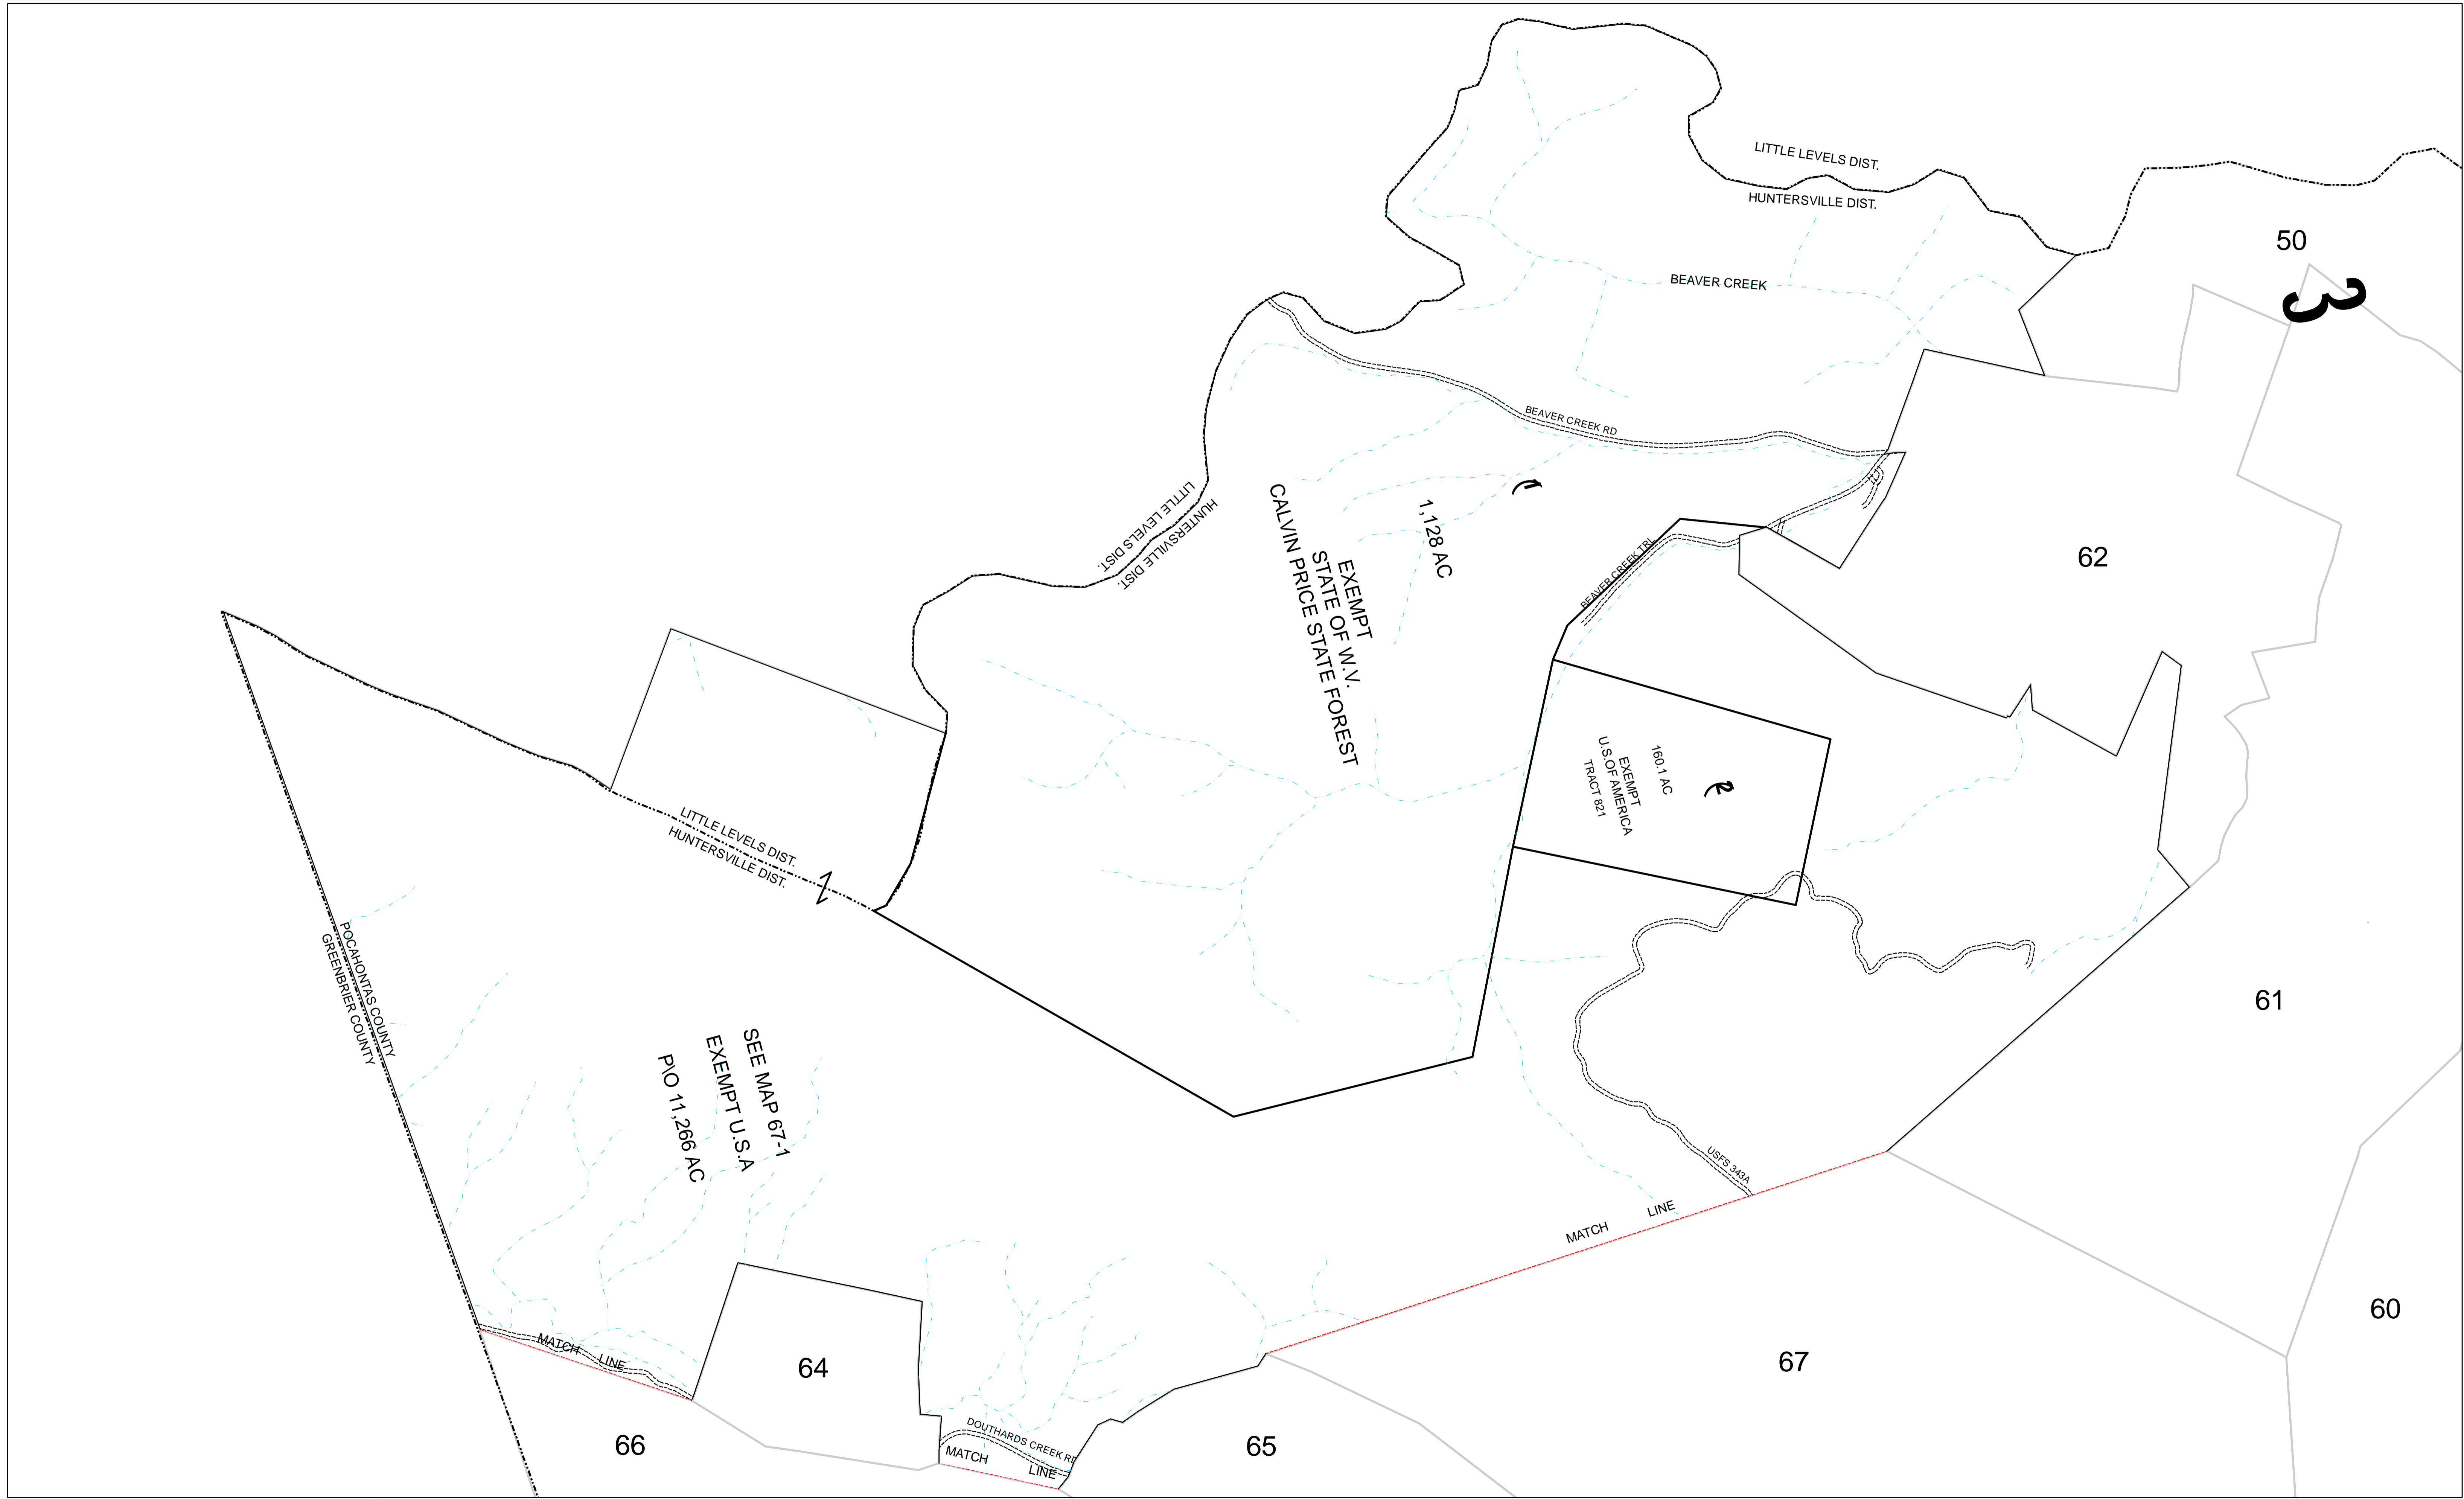 LITTLE LEVELS DIST.
HUNTERSVILLE DIST.
50
3
BEAVER CREEK
BEAVER CREEK RD
LITTLE LEVELS DIST.
HUNTERSVILLE DIST.
1
1,128 AC
EXEMPT
STATE OF W.V.
CALVIN PRICE STATE FOREST
BEAVER CREEK TRL
62
2
160.1 AC
EXEMPT
U.S.OF AMERICA
TRACT 821
LITTLE LEVELS DIST.
HUNTERSVILLE DIST.
POCAHONTAS COUNTY
GREENBRIER COUNTY
61
SEE MAP 67-1
EXEMPT U.S.A
P\O 11,266 AC
USFS 343A
MATCH LINE
60
MATCH LINE
64
67
DOUTHARDS CREEK RD
MATCH LINE
66
65